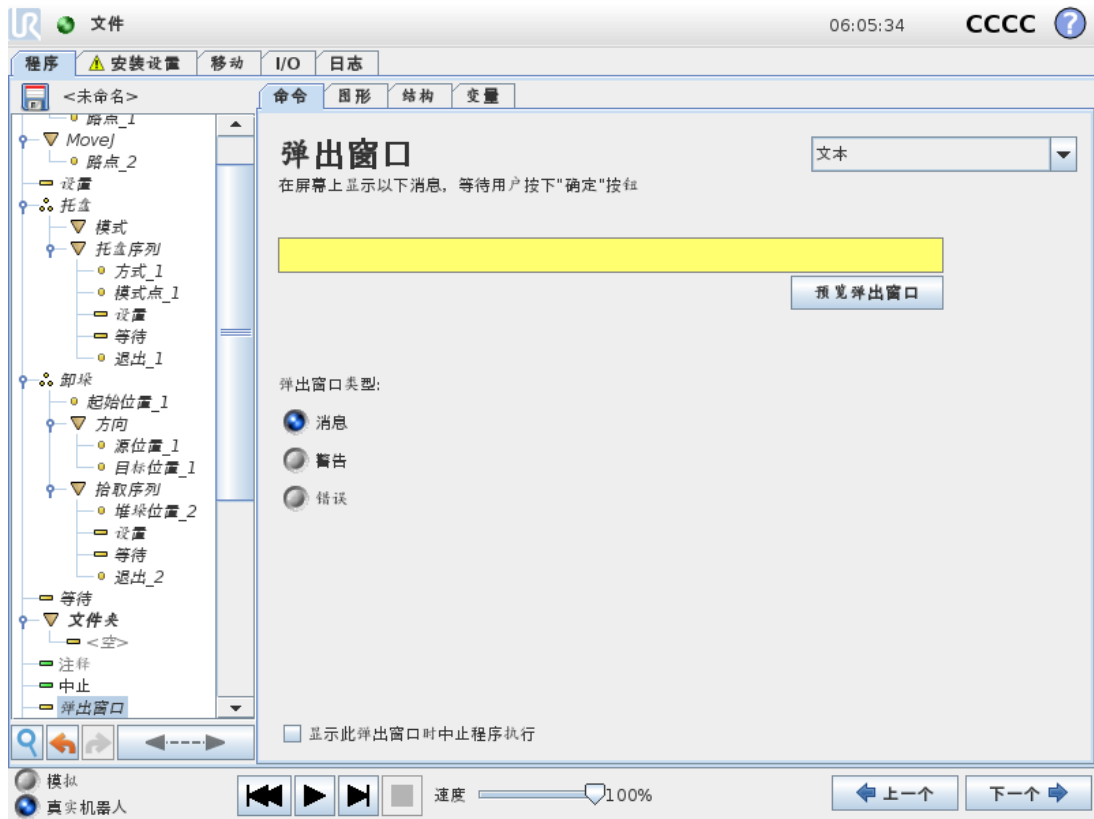 UR 文件 06:05:34 CCCC ?
程序 安装设置 移动 I/O 日志
<未命名>
命令 图形 结构 变量
路点_1
MoveJ
路点_2
设置
托盘
模式
托盘序列
方式_1
模式点_1
设置
等待
退出_1
卸垛
起始位置_1
方向
源位置_1
目标位置_1
拾取序列
堆垛位置_2
设置
等待
退出_2
等待
文件夹
<空>
注释
中止
弹出窗口
弹出窗口
文本
在屏幕上显示以下消息，等待用户按下"确定"按钮
预览弹出窗口
弹出窗口类型:
消息
警告
错误
显示此弹出窗口时中止程序执行
模拟
真实机器人
速度 100%
上一个 下一个